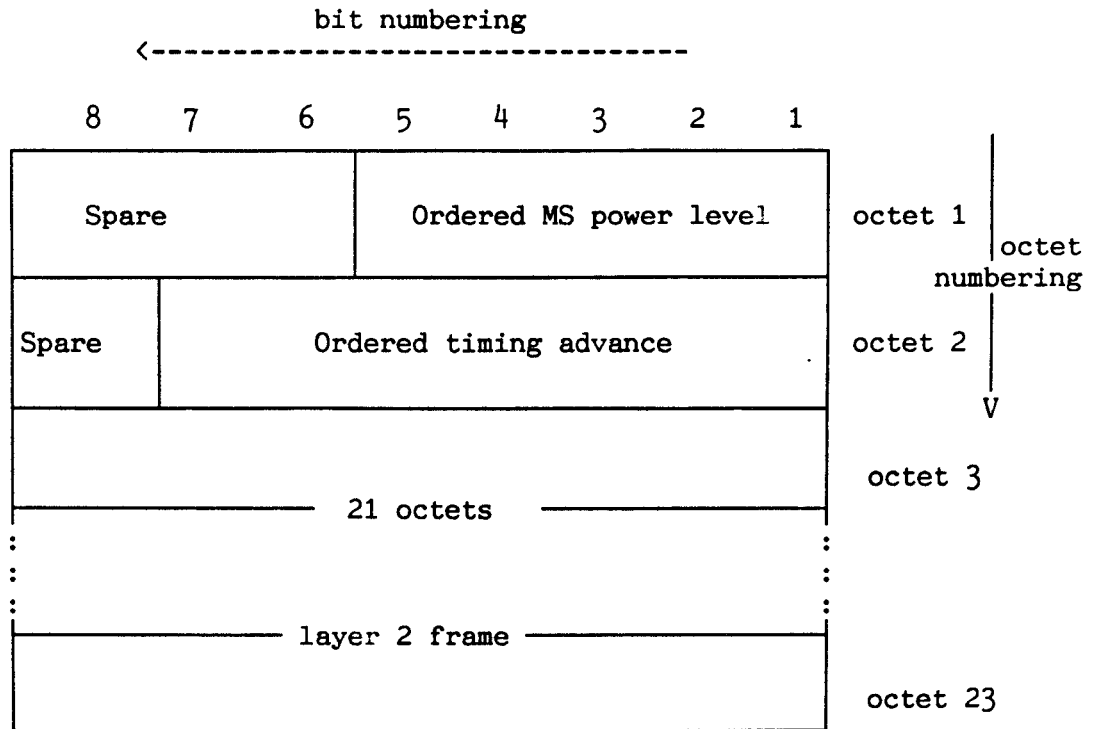 bit numbering
<-----------------------------
8 7 6 5 4 3 2 1
Spare Ordered MS power level octet 1
octet
numbering
Spare Ordered timing advance octet 2
V
octet 3
21 octets
layer 2 frame
octet 23